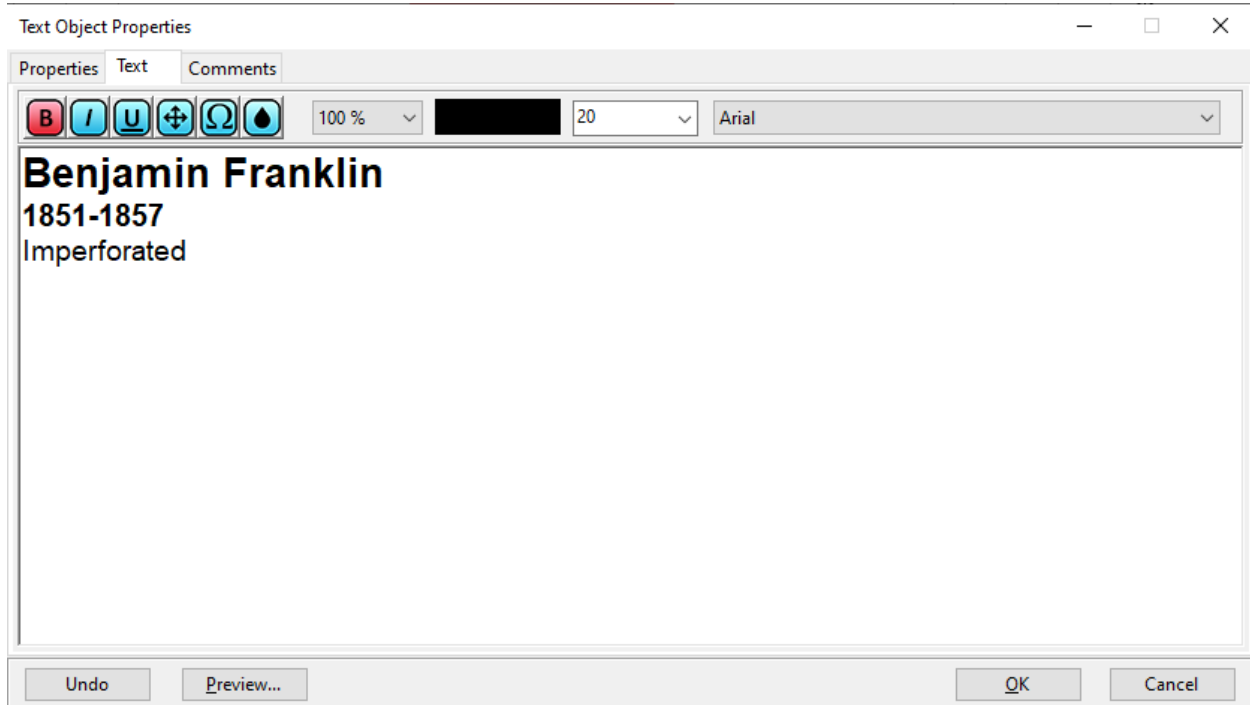 Text Object Properties
Properties Text Comments
B I U Ω 100 % 20 Arial
Benjamin Franklin
1851-1857
Imperforated
Undo Preview... OK Cancel